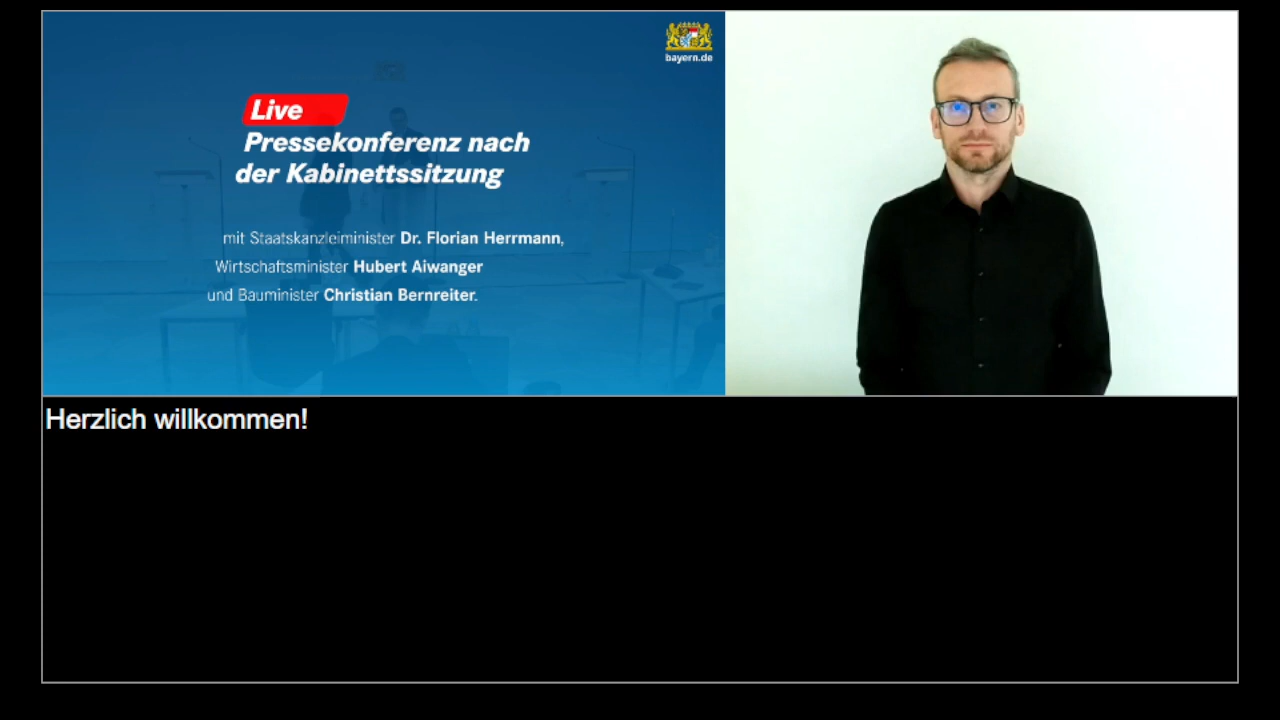 bayern.de
Live
Pressekonferenz nach
der Kabinettssitzung
mit Staatskanzleiminister Dr. Florian Herrmann,
Wirtschaftsminister Hubert Aiwanger
und Bauminister Christian Bernreiter.
Herzlich willkommen!